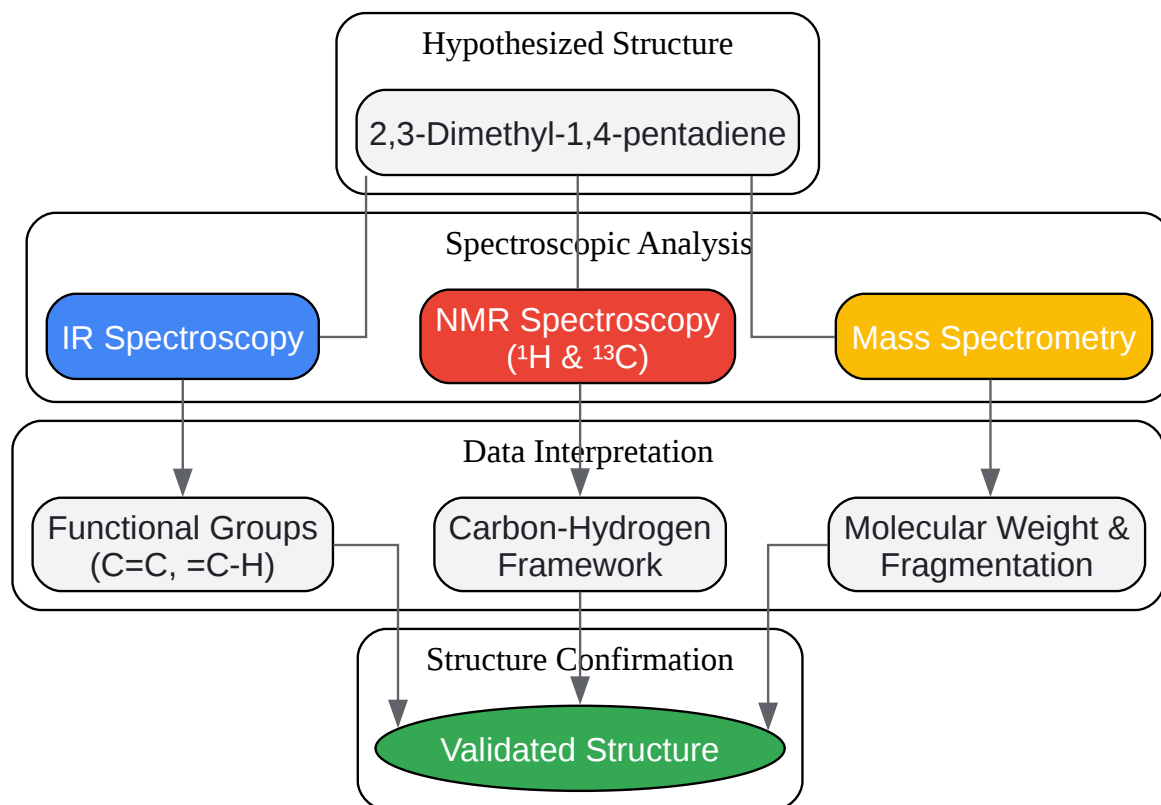 Hypothesized Structure
2,3-Dimethyl-1,4-pentadiene
Spectroscopic Analysis
IR Spectroscopy
NMR Spectroscopy
(¹H & ¹³C)
Mass Spectrometry
Data Interpretation
Functional Groups
(C=C, =C-H)
Carbon-Hydrogen
Framework
Molecular Weight &
Fragmentation
Structure Confirmation
Validated Structure